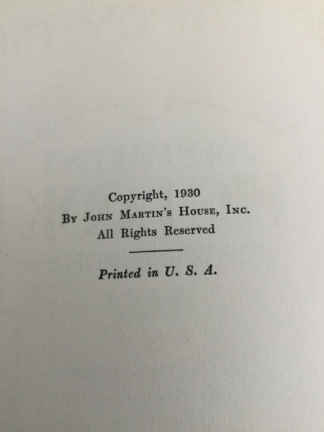 Copyright, 1930
By John Martin's House, Inc.
All Rights Reserved
Printed in U. S. A.